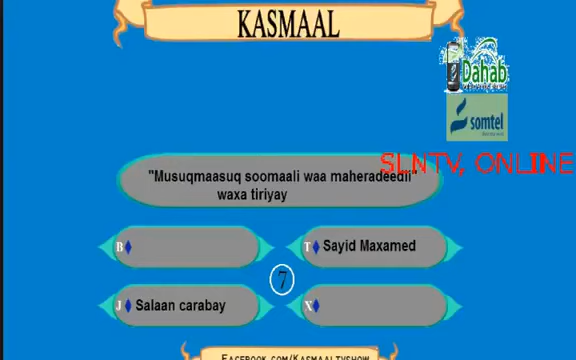 KASMAAL
Dahab
somtel
SLNTV, ONLINE
"Musuqmaasuq soomaali waa maheradeedii"
waxa tiriyay
B
T Sayid Maxamed
7
J Salaan carabay
X
FACEBOOK.COM/KASMAALTVSHOW